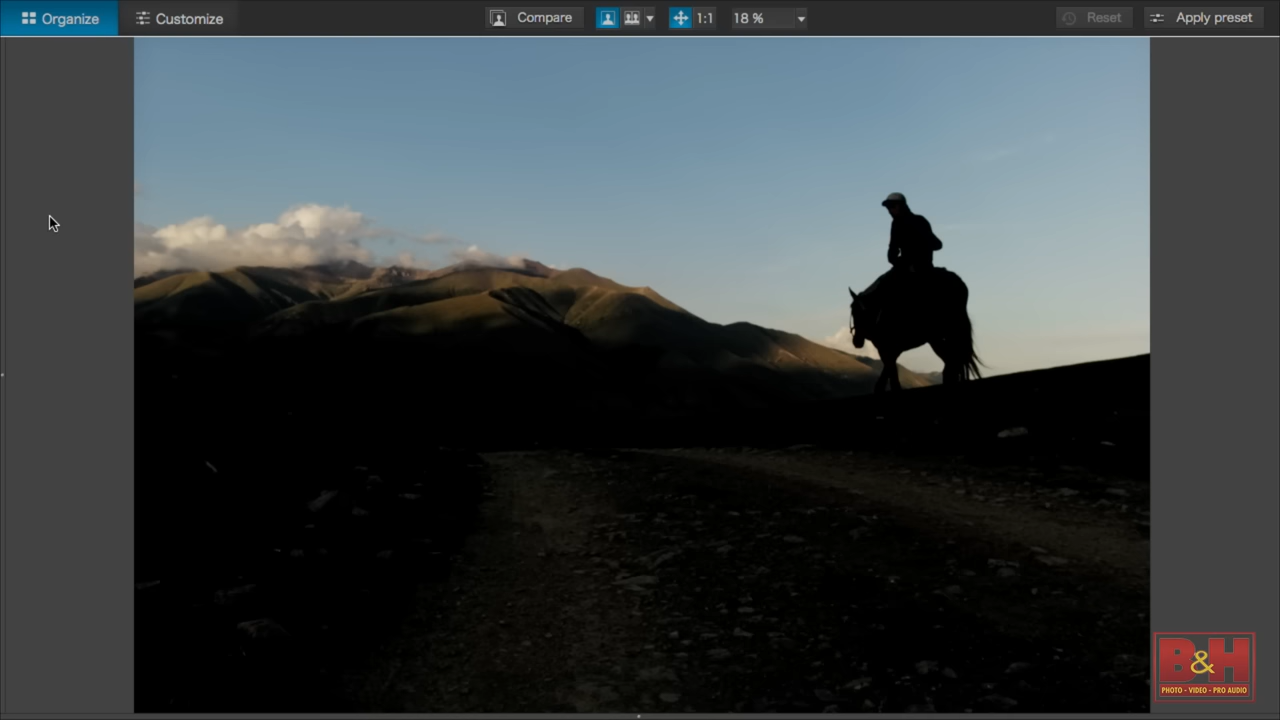 Organize
Customize
Compare
1:1
18 %
Reset
Apply preset
B&H
PHOTO - VIDEO - PRO AUDIO